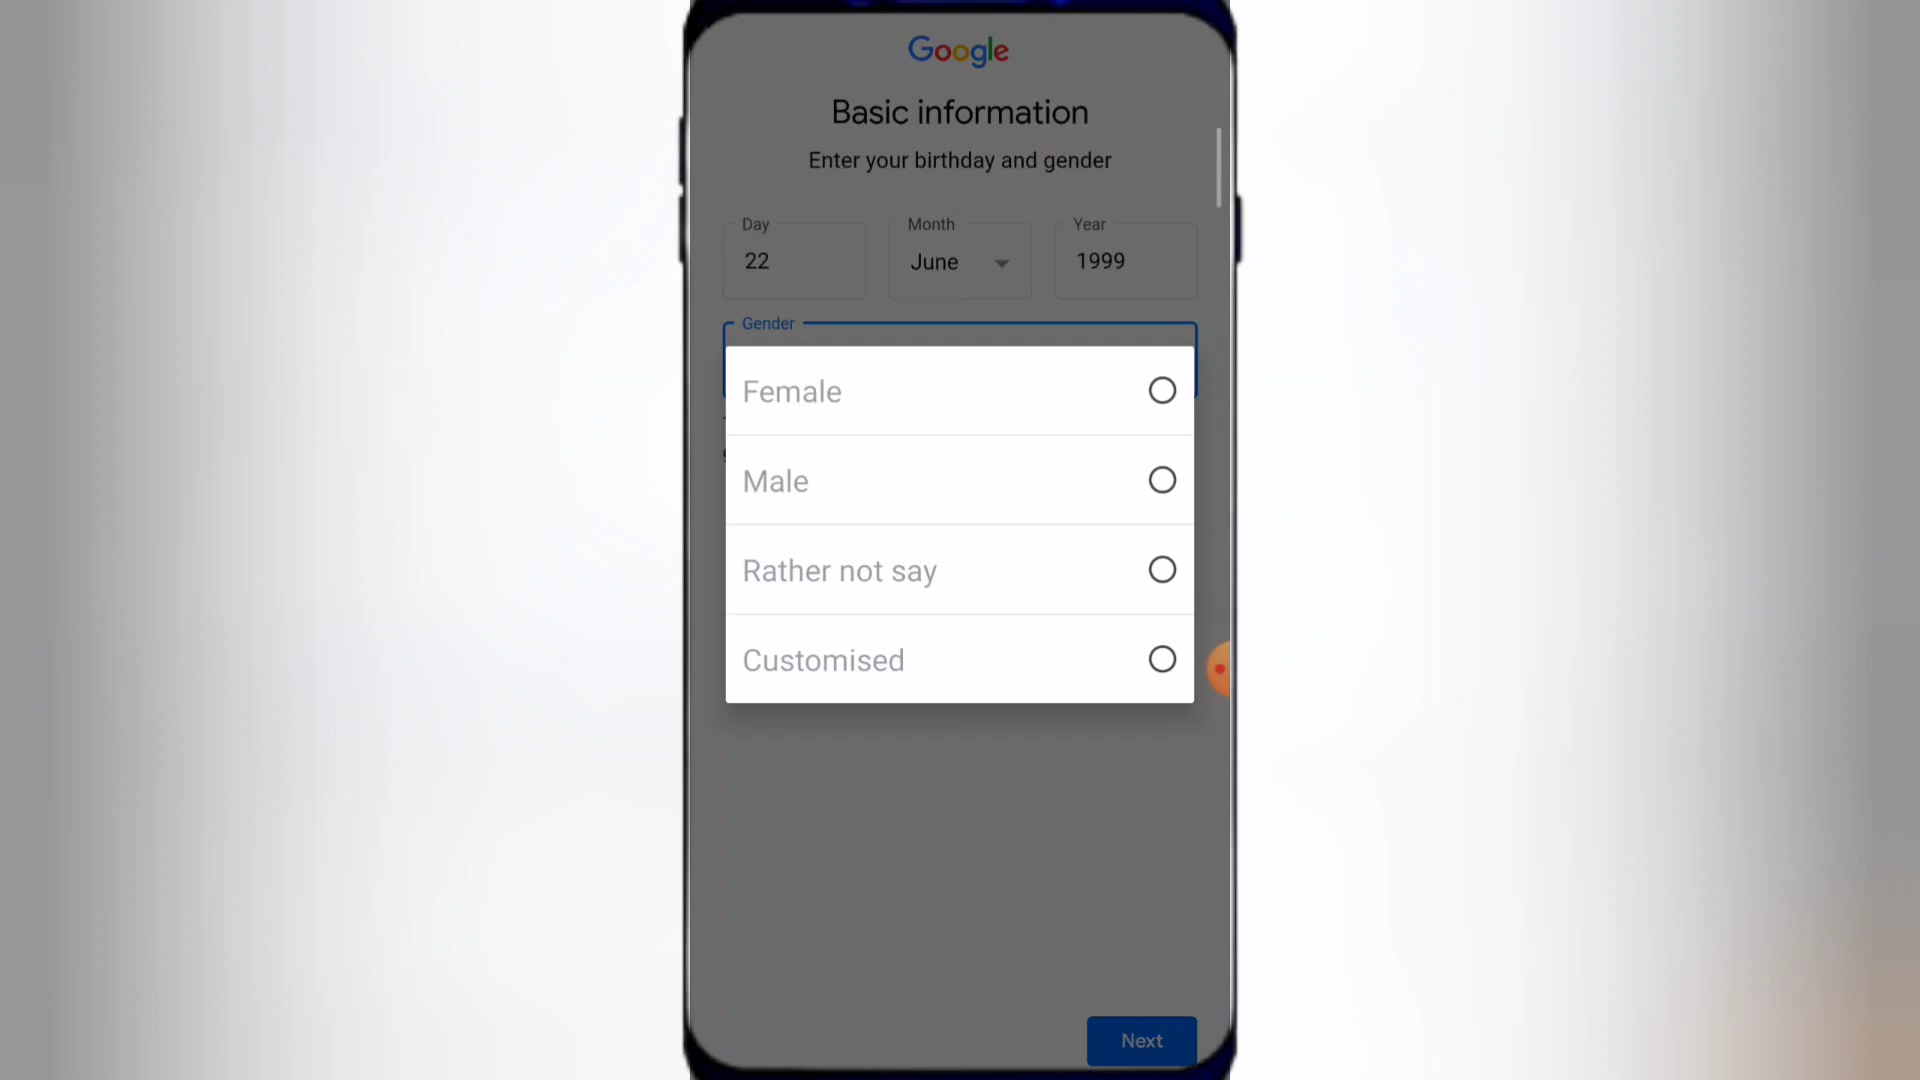 Google
Basic information
Enter your birthday and gender
Day Month Year
22 June 1999
Gender
Female
Male
Rather not say
Customised
Next